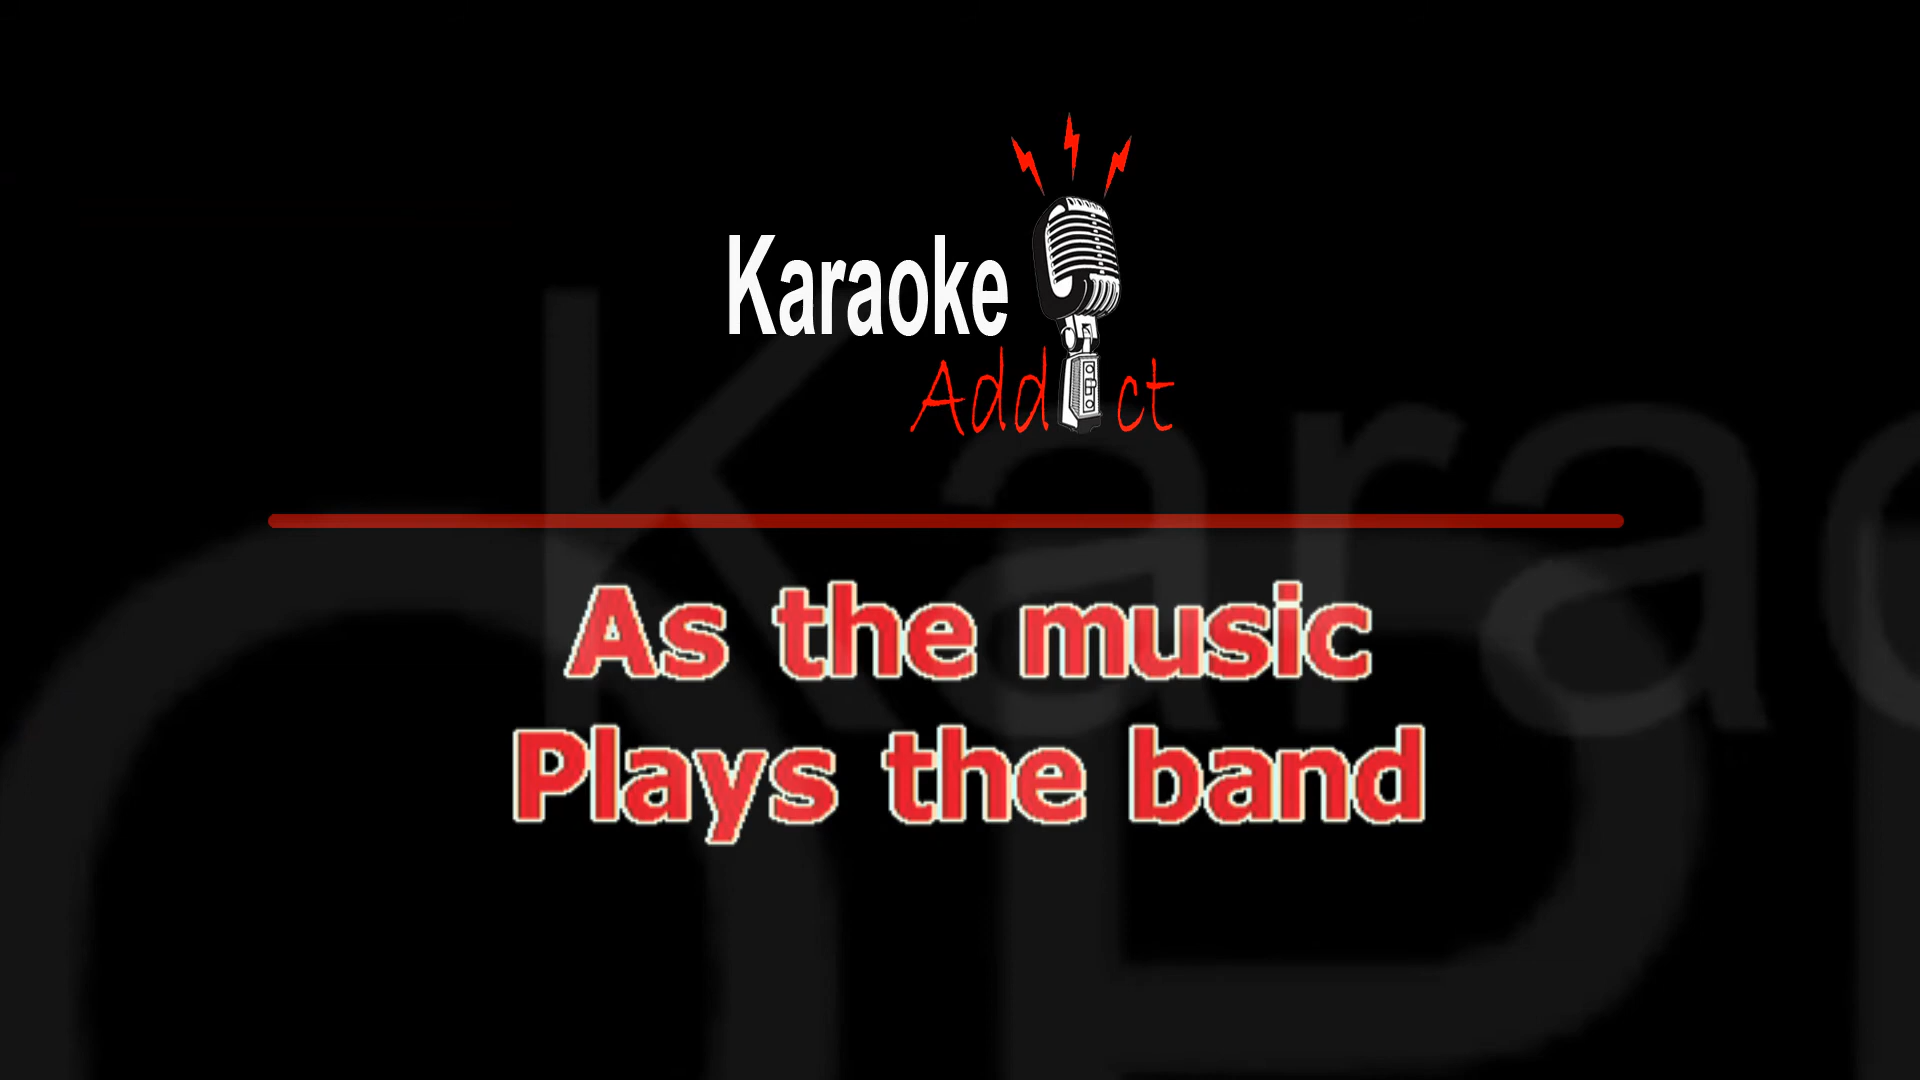 Karaoke
Addict
As the music
Plays the band